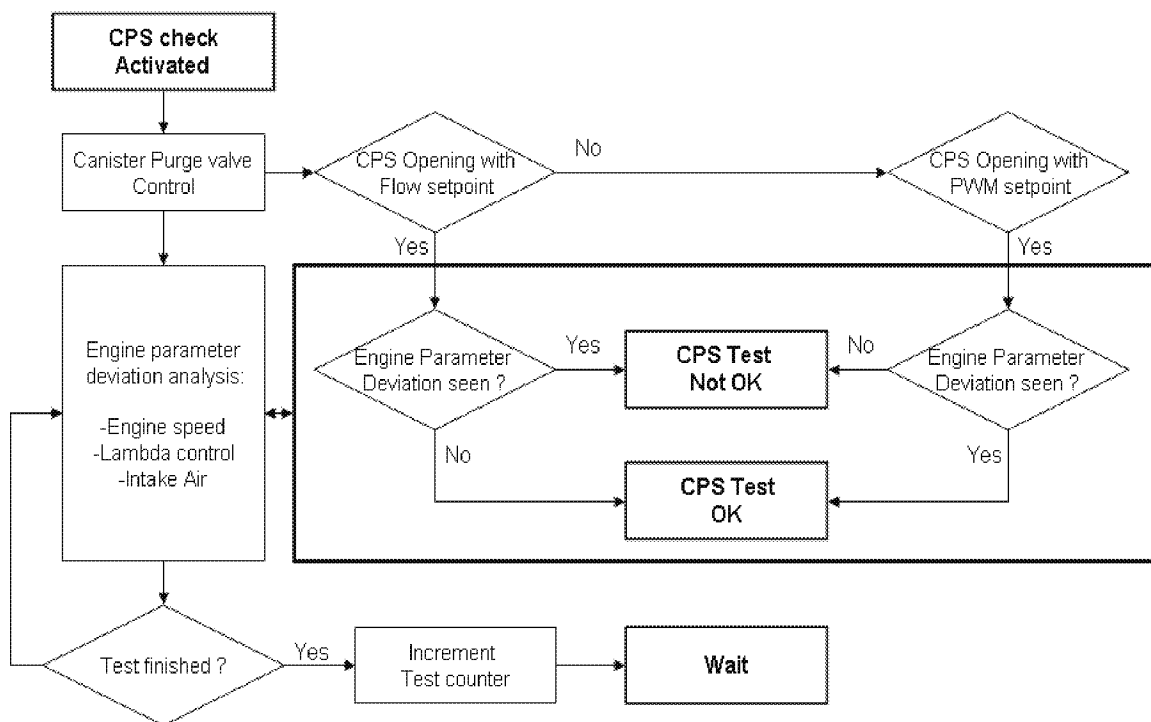 CPS check
Activated
Canister Purge valve
Control
CPS Opening with
Flow setpoint
No
CPS Opening with
PWM setpoint
Yes
Yes
Engine parameter
deviation analysis:
-Engine speed
-Lambda control
-Intake Air
Engine Parameter
Deviation seen ?
Yes
CPS Test
Not OK
No
Engine Parameter
Deviation seen ?
No
CPS Test
OK
Yes
Test finished ?
Yes
Increment
Test counter
Wait